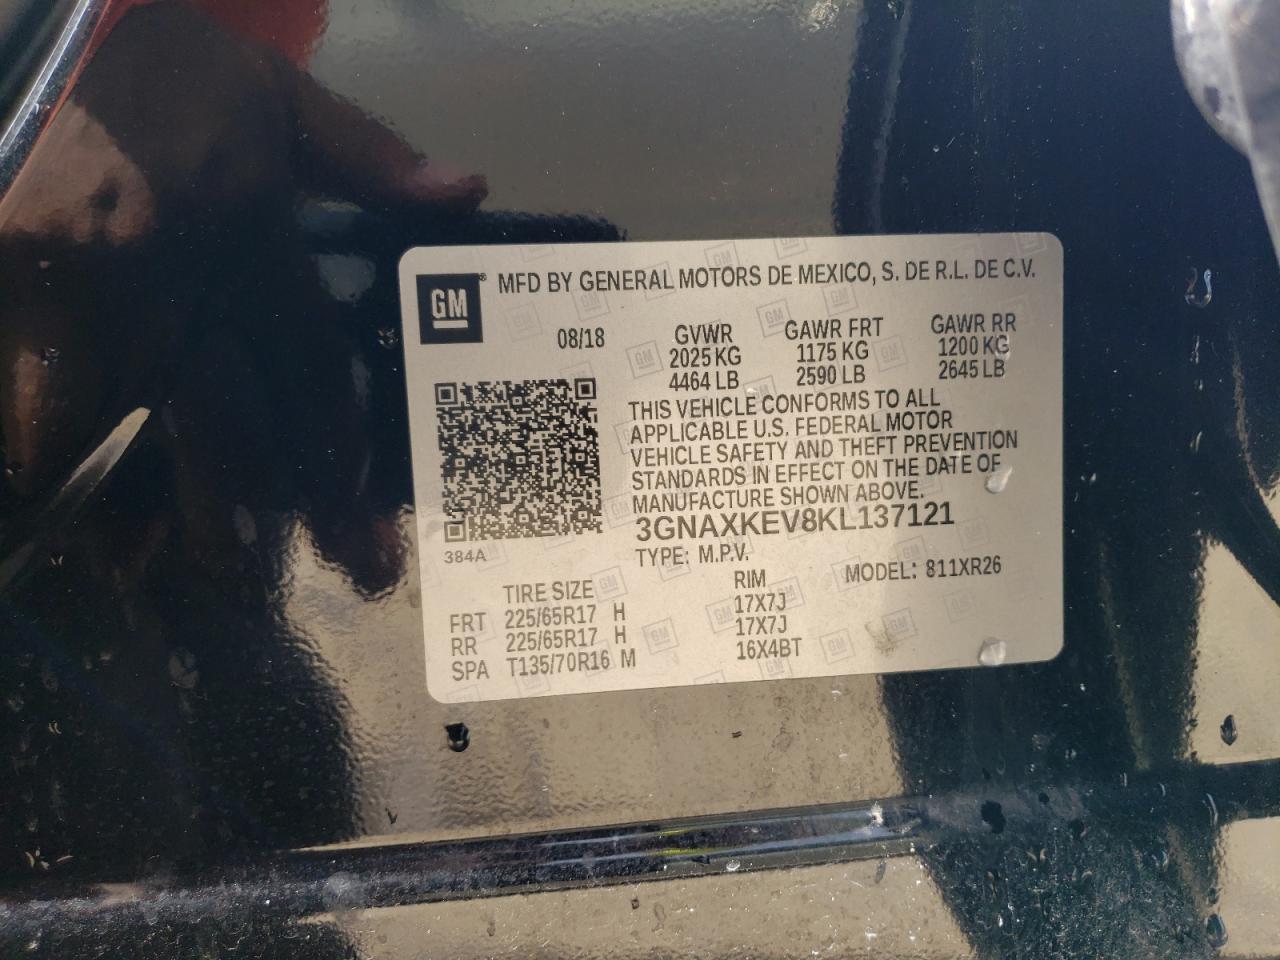 GM® MFD BY GENERAL MOTORS DE MEXICO, S. DE R.L. DE C.V.
08/18 GVWR GAWR FRT GAWR RR
2025 KG 1175 KG 1200 KG
4464 LB 2590 LB 2645 LB
THIS VEHICLE CONFORMS TO ALL
APPLICABLE U.S. FEDERAL MOTOR
VEHICLE SAFETY AND THEFT PREVENTION
STANDARDS IN EFFECT ON THE DATE OF
MANUFACTURE SHOWN ABOVE.
3GNAXKEV8KL137121
384A
TYPE: M.P.V. MODEL: 811XR26
TIRE SIZE RIM
FRT 225/65R17 H 17X7J
RR 225/65R17 H 17X7J
SPA T135/70R16 M 16X4BT